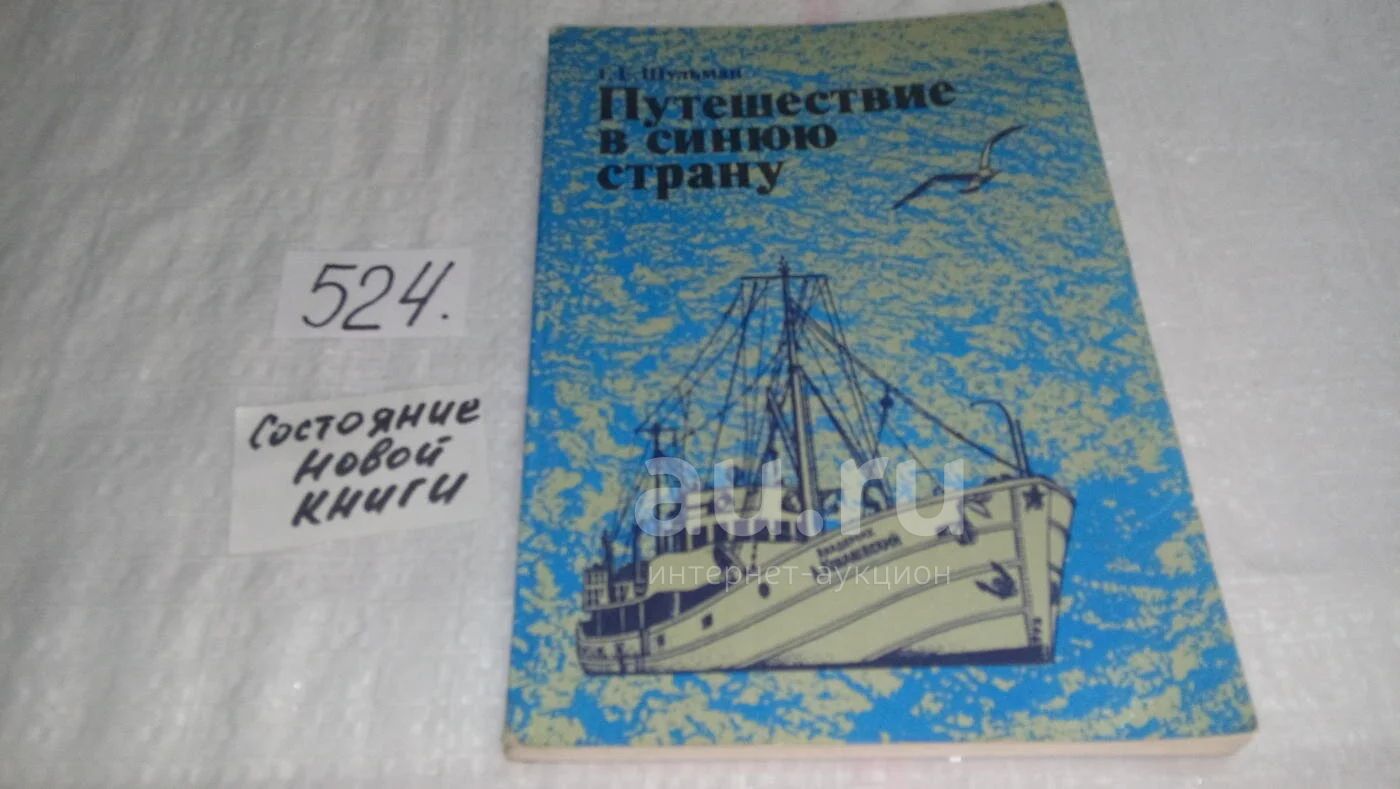 Г. Е. Шульман
Путешествие
в синюю
страну
524.
Состояние
новой
книги
au.ru
интернет-аукцион